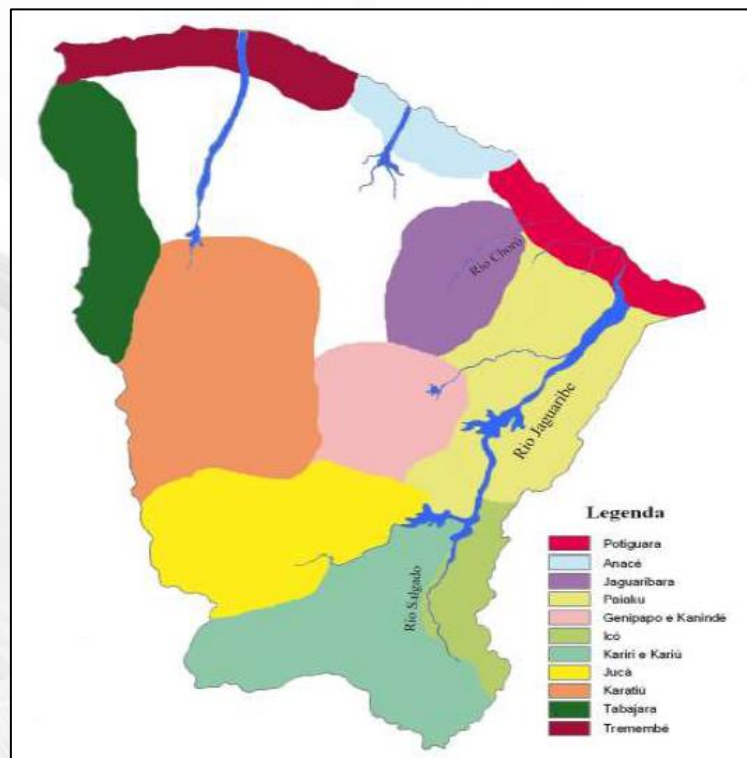 Rio Choró
Rio Jaguaribe
Rio Salgado
Legenda
Potiguara
Anacé
Jaguaribara
Paiaku
Genipapo e Kanindé
Icó
Kariri e Kariú
Jucá
Karatiú
Tabajara
Tremembé